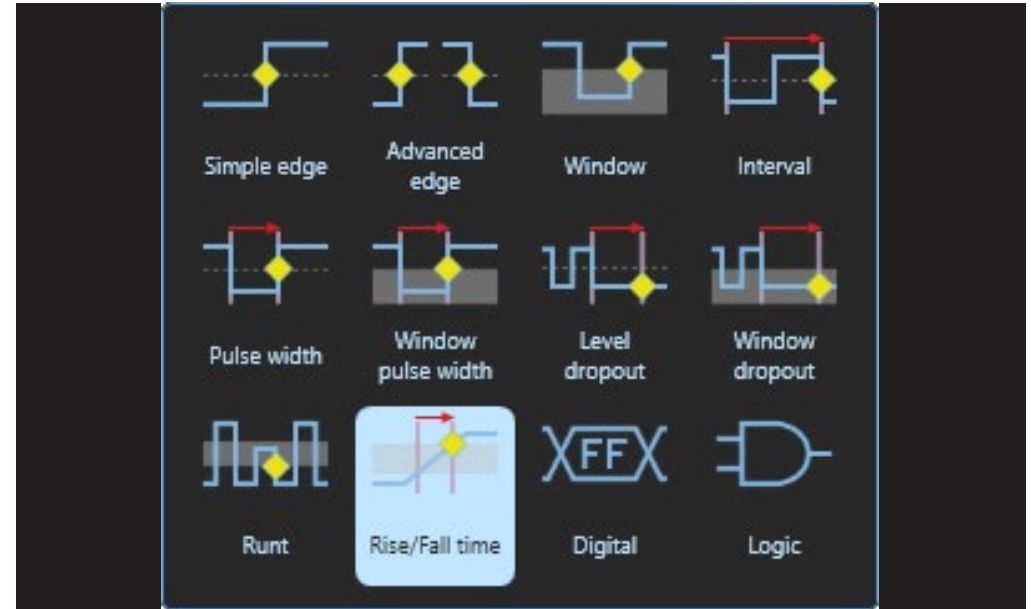 Simple edge
Advanced
edge
Window
Interval
Pulse width
Window
pulse width
Level
dropout
Window
dropout
FF
Runt
Rise/Fall time
Digital
Logic